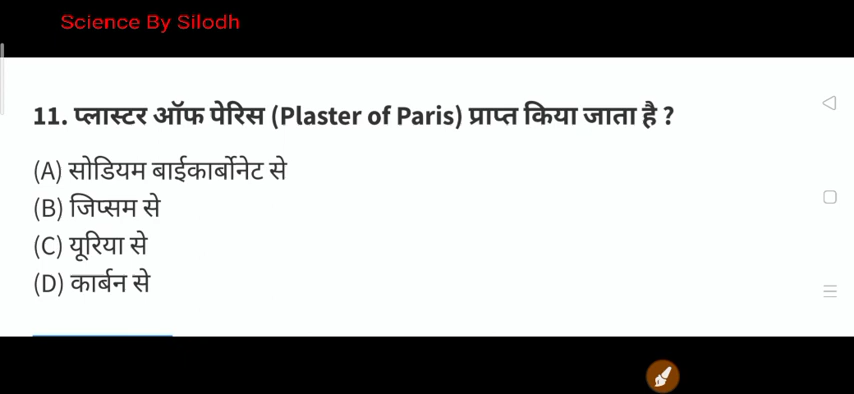 Science By Silodh
11. प्लास्टर ऑफ पेरिस (Plaster of Paris) प्राप्त किया जाता है ?
(A) सोडियम बाईकार्बोनेट से
(B) जिप्सम से
(C) यूरिया से
(D) कार्बन से